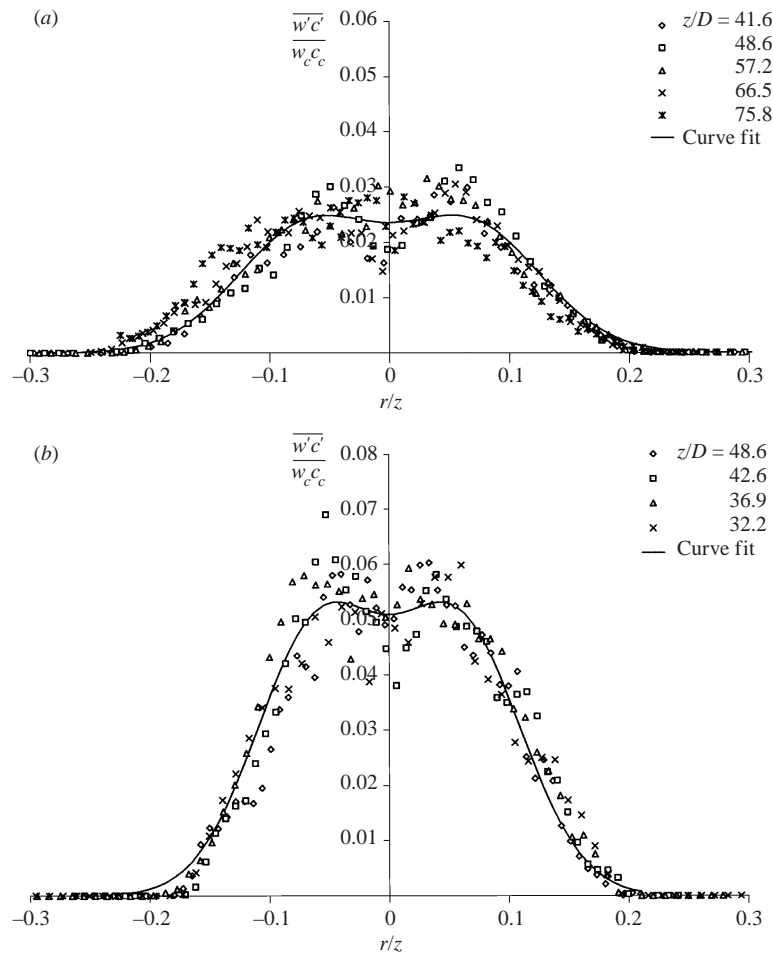 (a)
w′c′
w_c c_c
0.06
0.05
0.04
0.03
0.02
0.01
−0.3 −0.2 −0.1 0 0.1 0.2 0.3
r/z
z/D = 41.6
48.6
57.2
66.5
75.8
Curve fit
(b)
w′c′
w_c c_c
0.08
0.07
0.06
0.05
0.04
0.03
0.02
0.01
−0.3 −0.2 −0.1 0 0.1 0.2 0.3
r/z
z/D = 48.6
42.6
36.9
32.2
Curve fit